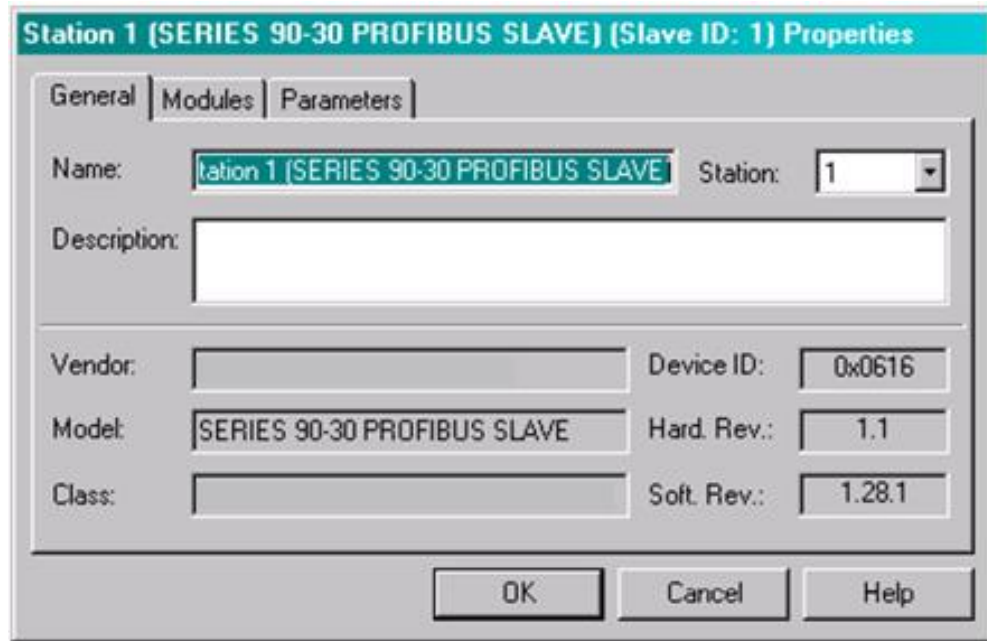 Station 1 (SERIES 90-30 PROFIBUS SLAVE) (Slave ID: 1) Properties
General Modules Parameters
Name: tation 1 (SERIES 90-30 PROFIBUS SLAVE) Station: 1
Description:
Vendor: Device ID: 0x0616
Model: SERIES 90-30 PROFIBUS SLAVE Hard. Rev.: 1.1
Class: Soft. Rev.: 1.28.1
OK Cancel Help